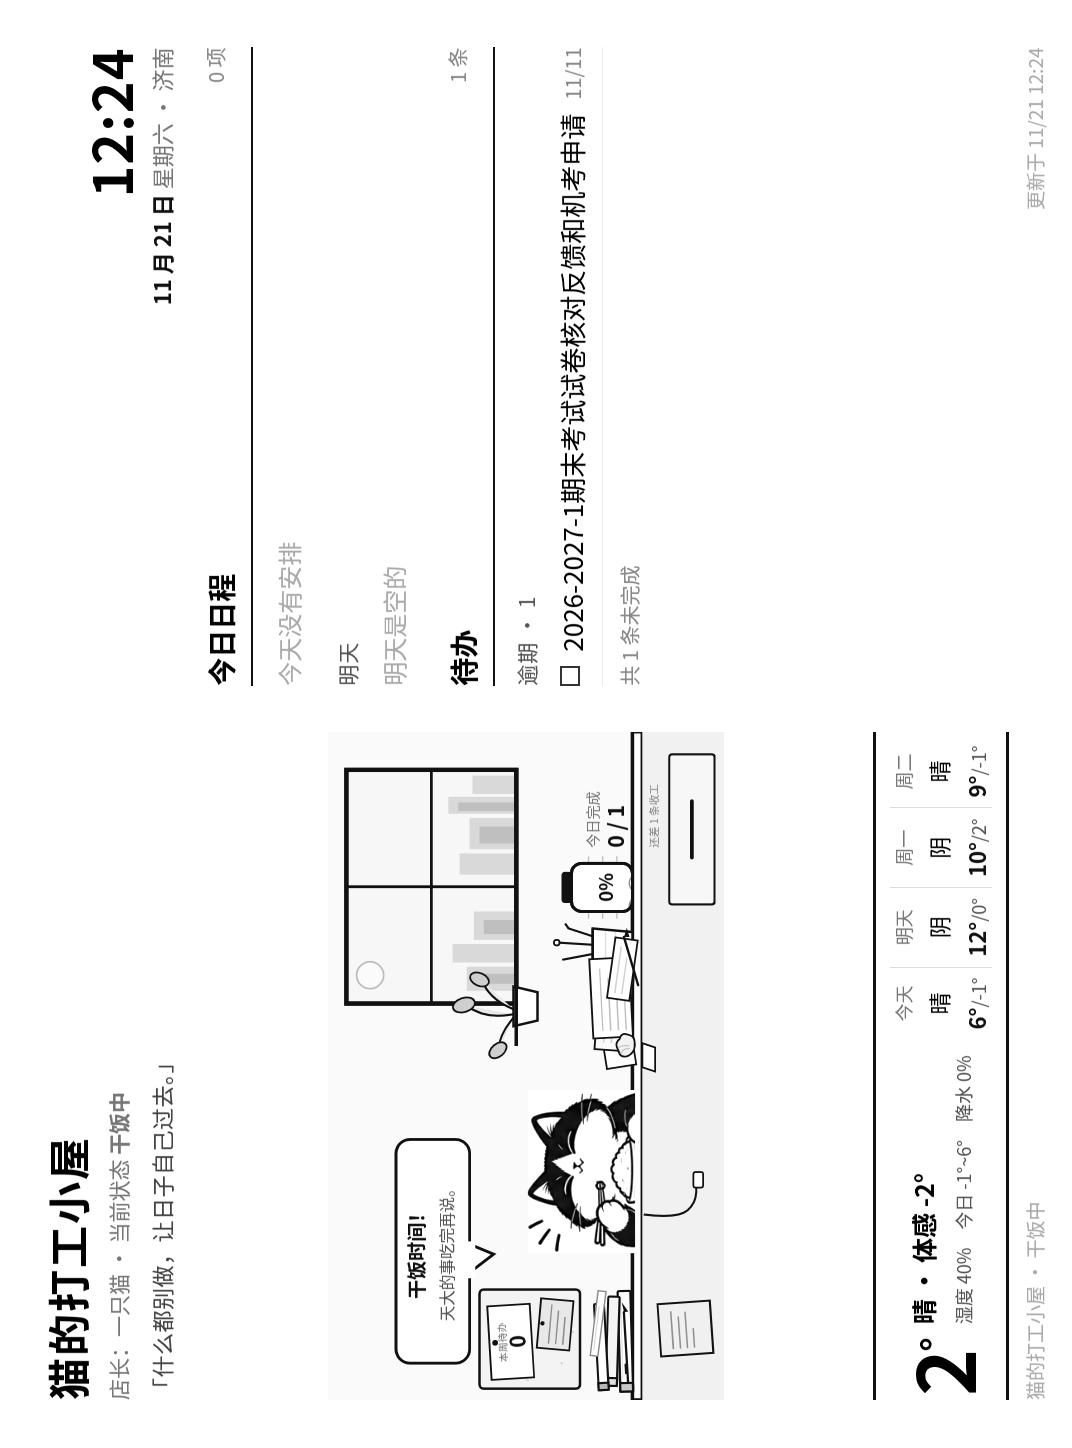 猫的打工小屋
店长：一只猫 · 当前状态 干饭中
「什么都别做，让日子自己过去。」
干饭时间！
天大的事吃完再说。
本周待办
0
0%
今日完成
0 / 1
还差 1 条收工
2° 晴 · 体感 -2°
湿度 40% 今日 -1°~6° 降水 0%
今天 明天 周一 周二
晴 阴 阴 晴
6°/-1° 12°/0° 10°/2° 9°/-1°
猫的打工小屋 · 干饭中
12:24
11 月 21 日 星期六 · 济南
今日日程 0 项
今天没有安排
明天
明天是空的
待办 1 条
逾期 · 1
2026-2027-1期末考试试卷核对反馈和机考申请 11/11
共 1 条未完成
更新于 11/21 12:24